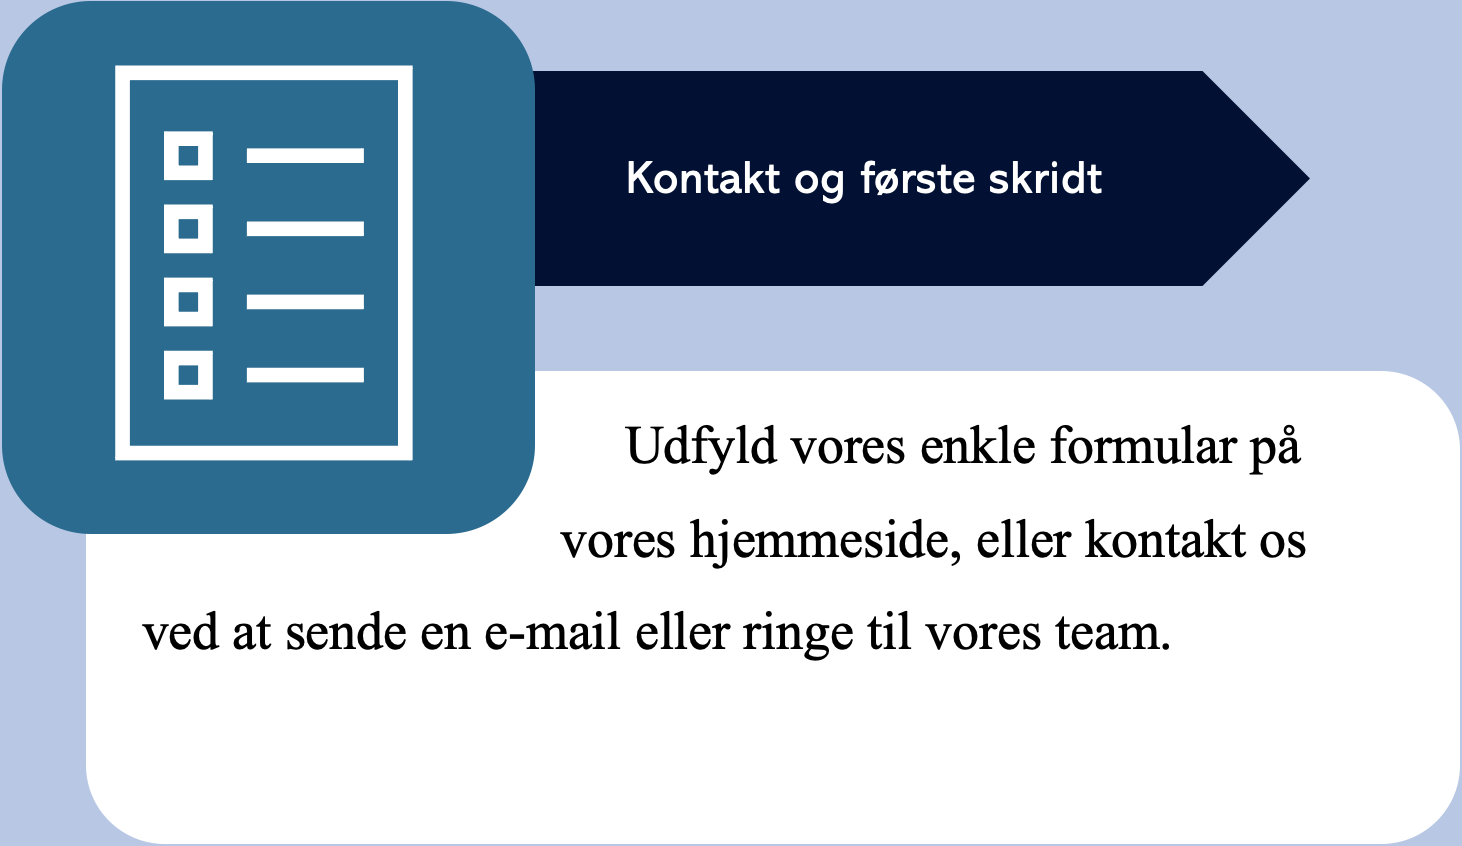 Kontakt og første skridt
Udfyld vores enkle formular på
vores hjemmeside, eller kontakt os
ved at sende en e-mail eller ringe til vores team.